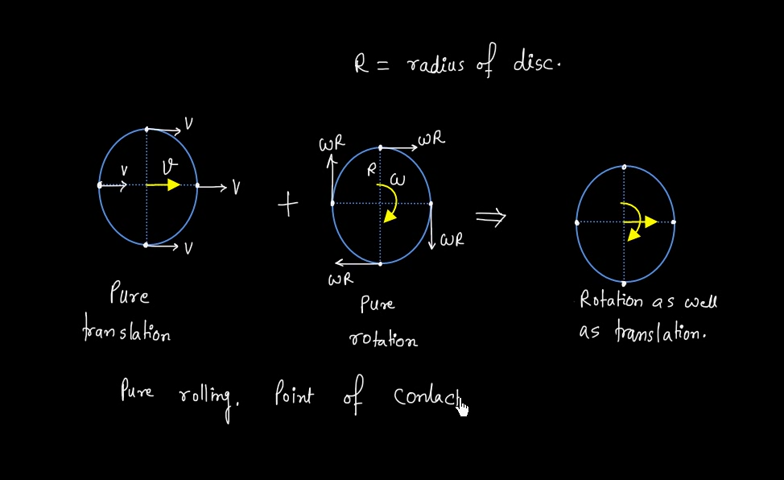 R = radius of disc.
V
V
v
V
V
ωR
ωR
R
ω
ωR
ωR
+
⇒
Pure
translation
Pure
rotation
Rotation as well
as translation.
Pure rolling. Point of contact